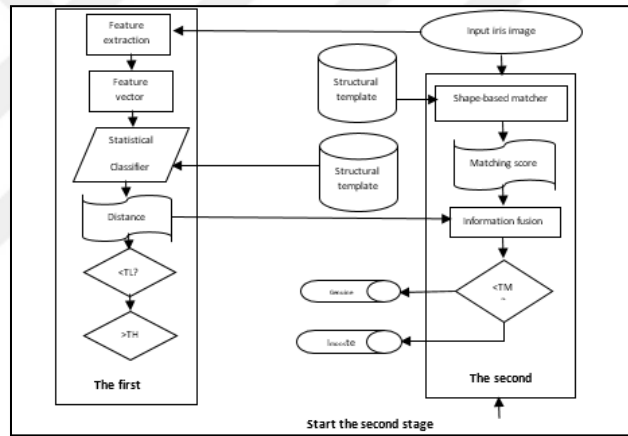 Feature
extraction
Input iris image
Feature
vector
Structural
template
Shape-based matcher
Statistical
Classifier
Structural
template
Matching score
Distance
Information fusion
<TL?
<TM
Genuine
>TH
The first
The second
Start the second stage